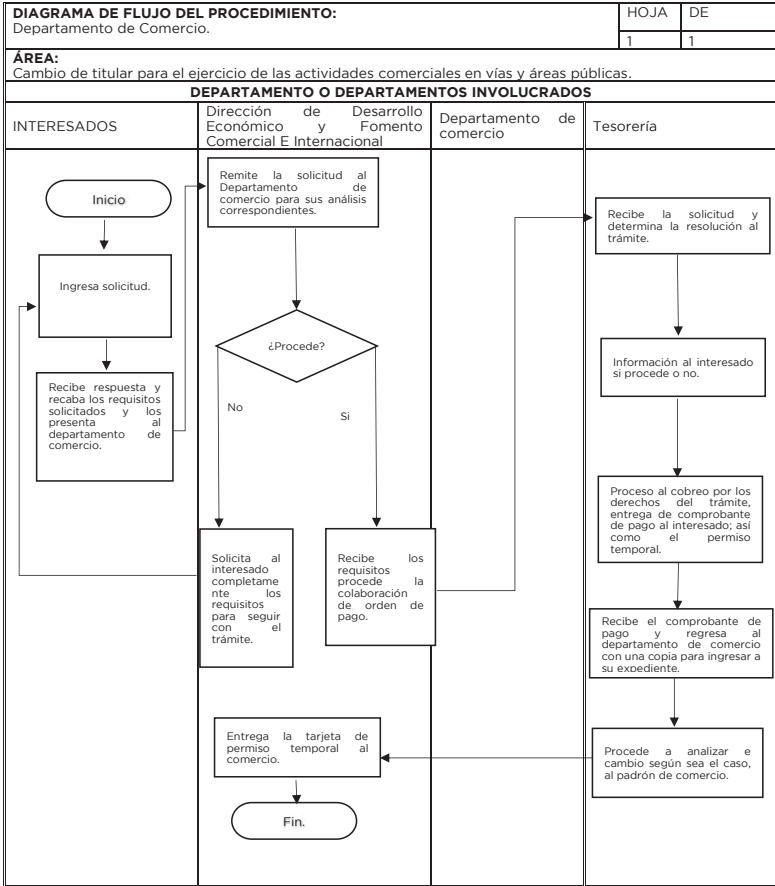 DIAGRAMA DE FLUJO DEL PROCEDIMIENTO:
Departamento de Comercio.
HOJA
DE
1
1
ÁREA:
Cambio de titular para el ejercicio de las actividades comerciales en vías y áreas públicas.
DEPARTAMENTO O DEPARTAMENTOS INVOLUCRADOS
INTERESADOS
Dirección de Desarrollo
Económico y Fomento
Comercial E Internacional
Departamento de
comercio
Tesorería
Inicio
Ingresa solicitud.
Recibe respuesta y
recaba los requisitos
solicitados y los
presenta al
departamento de
comercio.
Remite la solicitud al
Departamento de
comercio para sus análisis
correspondientes.
¿Procede?
No
Si
Solicita al
interesado
completame
nte los
requisitos
para seguir
con el
trámite.
Recibe los
requisitos
procede la
colaboración
de orden de
pago.
Recibe la solicitud y
determina la resolución al
trámite.
Información al interesado
si procede o no.
Proceso al cobreo por los
derechos del trámite,
entrega de comprobante
de pago al interesado; así
como el permiso
temporal.
Recibe el comprobante de
pago y regresa al
departamento de comercio
con una copia para ingresar a
su expediente.
Procede a analizar e
cambio según sea el caso,
al padrón de comercio.
Entrega la tarjeta de
permiso temporal al
comercio.
Fin.